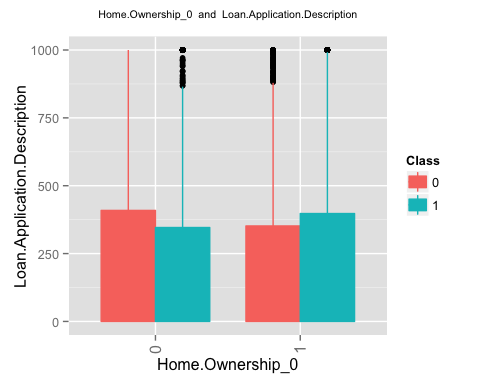 Home.Ownership_0 and Loan.Application.Description
1000
750
500
250
0
Loan.Application.Description
0
1
Home.Ownership_0
Class
0
1